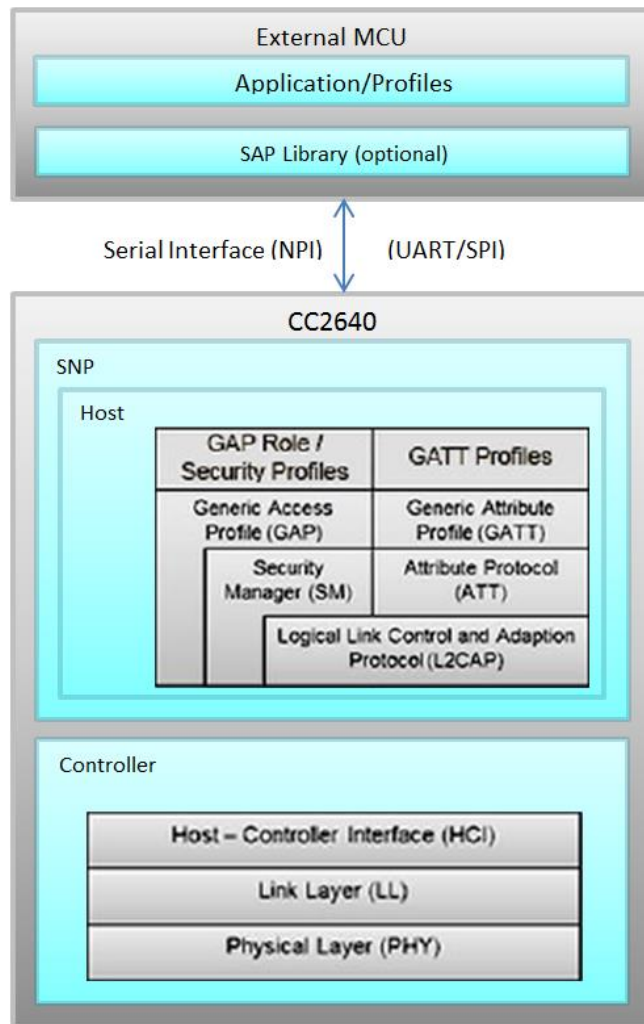 External MCU
Application/Profiles
SAP Library (optional)
Serial Interface (NPI) (UART/SPI)
CC2640
SNP
Host
GAP Role /
Security Profiles
GATT Profiles
Generic Access
Profile (GAP)
Generic Attribute
Profile (GATT)
Security
Manager (SM)
Attribute Protocol
(ATT)
Logical Link Control and Adaption
Protocol (L2CAP)
Controller
Host – Controller Interface (HCI)
Link Layer (LL)
Physical Layer (PHY)